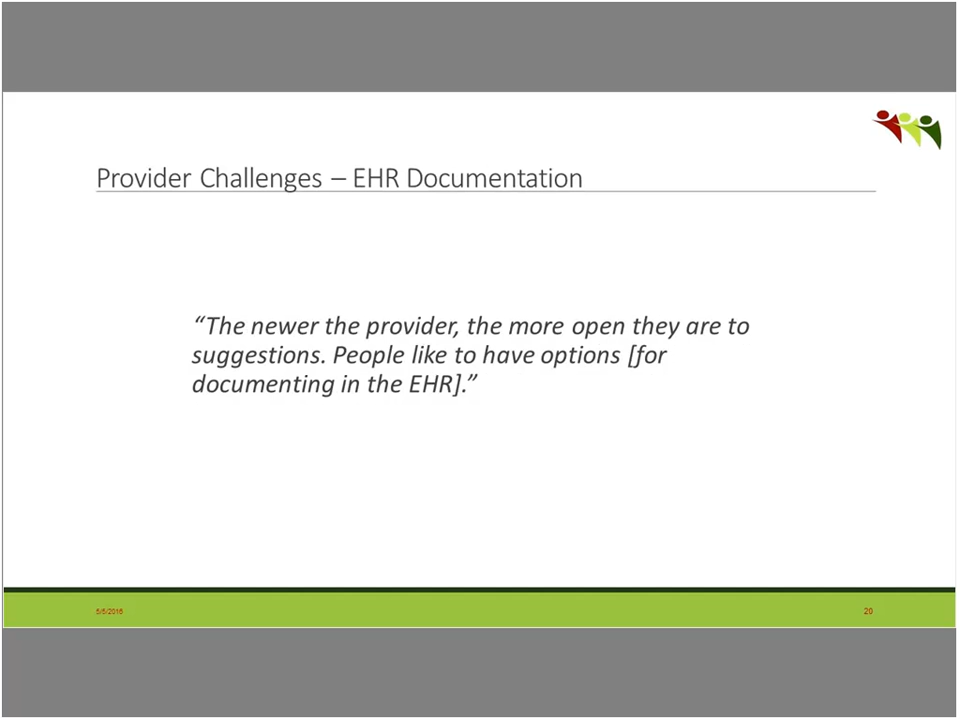 Provider Challenges – EHR Documentation
“The newer the provider, the more open they are to
suggestions. People like to have options [for
documenting in the EHR].”
5/5/2016
20